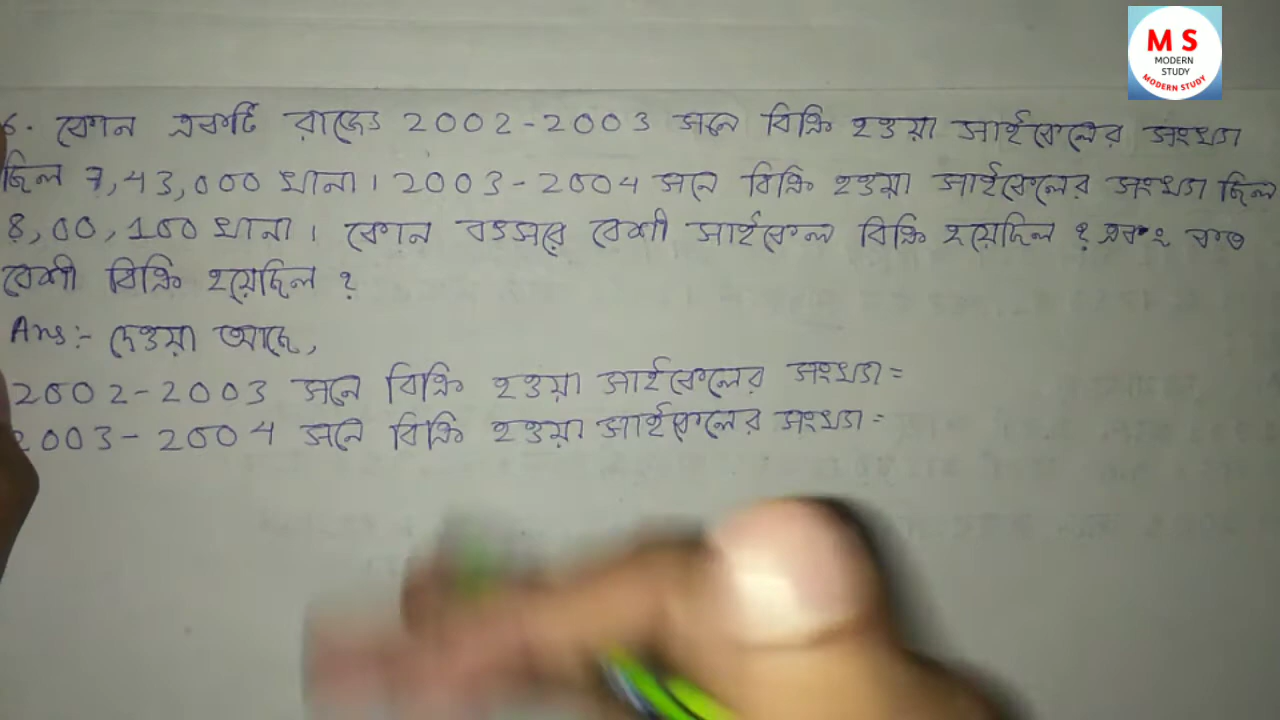 M S
MODERN
STUDY
MODERN STUDY
6. কোন একটি রাজ্যে 2002-2003 সনে বিক্রি হওয়া সাইকেলের সংখ্যা
ছিল 7,43,000 খানা। 2003-2004 সনে বিক্রি হওয়া সাইকেলের সংখ্যা ছিল
8,00,100 খানা। কোন বৎসরে বেশী সাইকেল বিক্রি হয়েছিল ? এবং কত
বেশী বিক্রি হয়েছিল ?
Ans:- দেওয়া আছে,
2002-2003 সনে বিক্রি হওয়া সাইকেলের সংখ্যা=
2003-2004 সনে বিক্রি হওয়া সাইকেলের সংখ্যা=